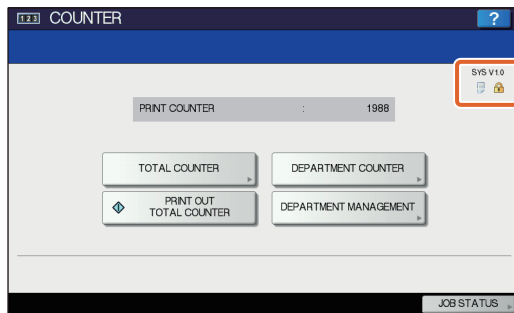 123 COUNTER ?
SYS V1.0
PRINT COUNTER : 1988
TOTAL COUNTER
DEPARTMENT COUNTER
PRINT OUT
TOTAL COUNTER
DEPARTMENT MANAGEMENT
JOB STATUS